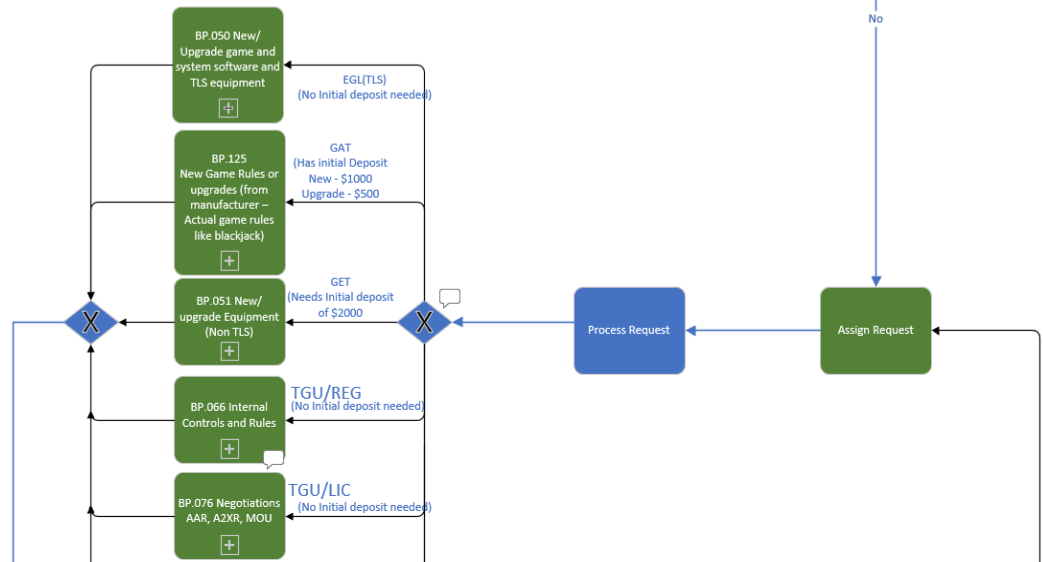 No
BP.050 New/
Upgrade game and
system software and
TLS equipment
EGL(TLS)
(No Initial deposit needed)
BP.125
New Game Rules or
upgrades (from
manufacturer –
Actual game rules
like blackjack)
GAT
(Has initial Deposit
New - $1000
Upgrade - $500
BP.051 New/
upgrade Equipment
(Non TLS)
GET
(Needs Initial deposit
of $2000
X
X
Process Request
Assign Request
BP.066 Internal
Controls and Rules
TGU/REG
(No Initial deposit needed)
BP.076 Negotiations
AAR, A2XR, MOU
TGU/LIC
(No Initial deposit needed)